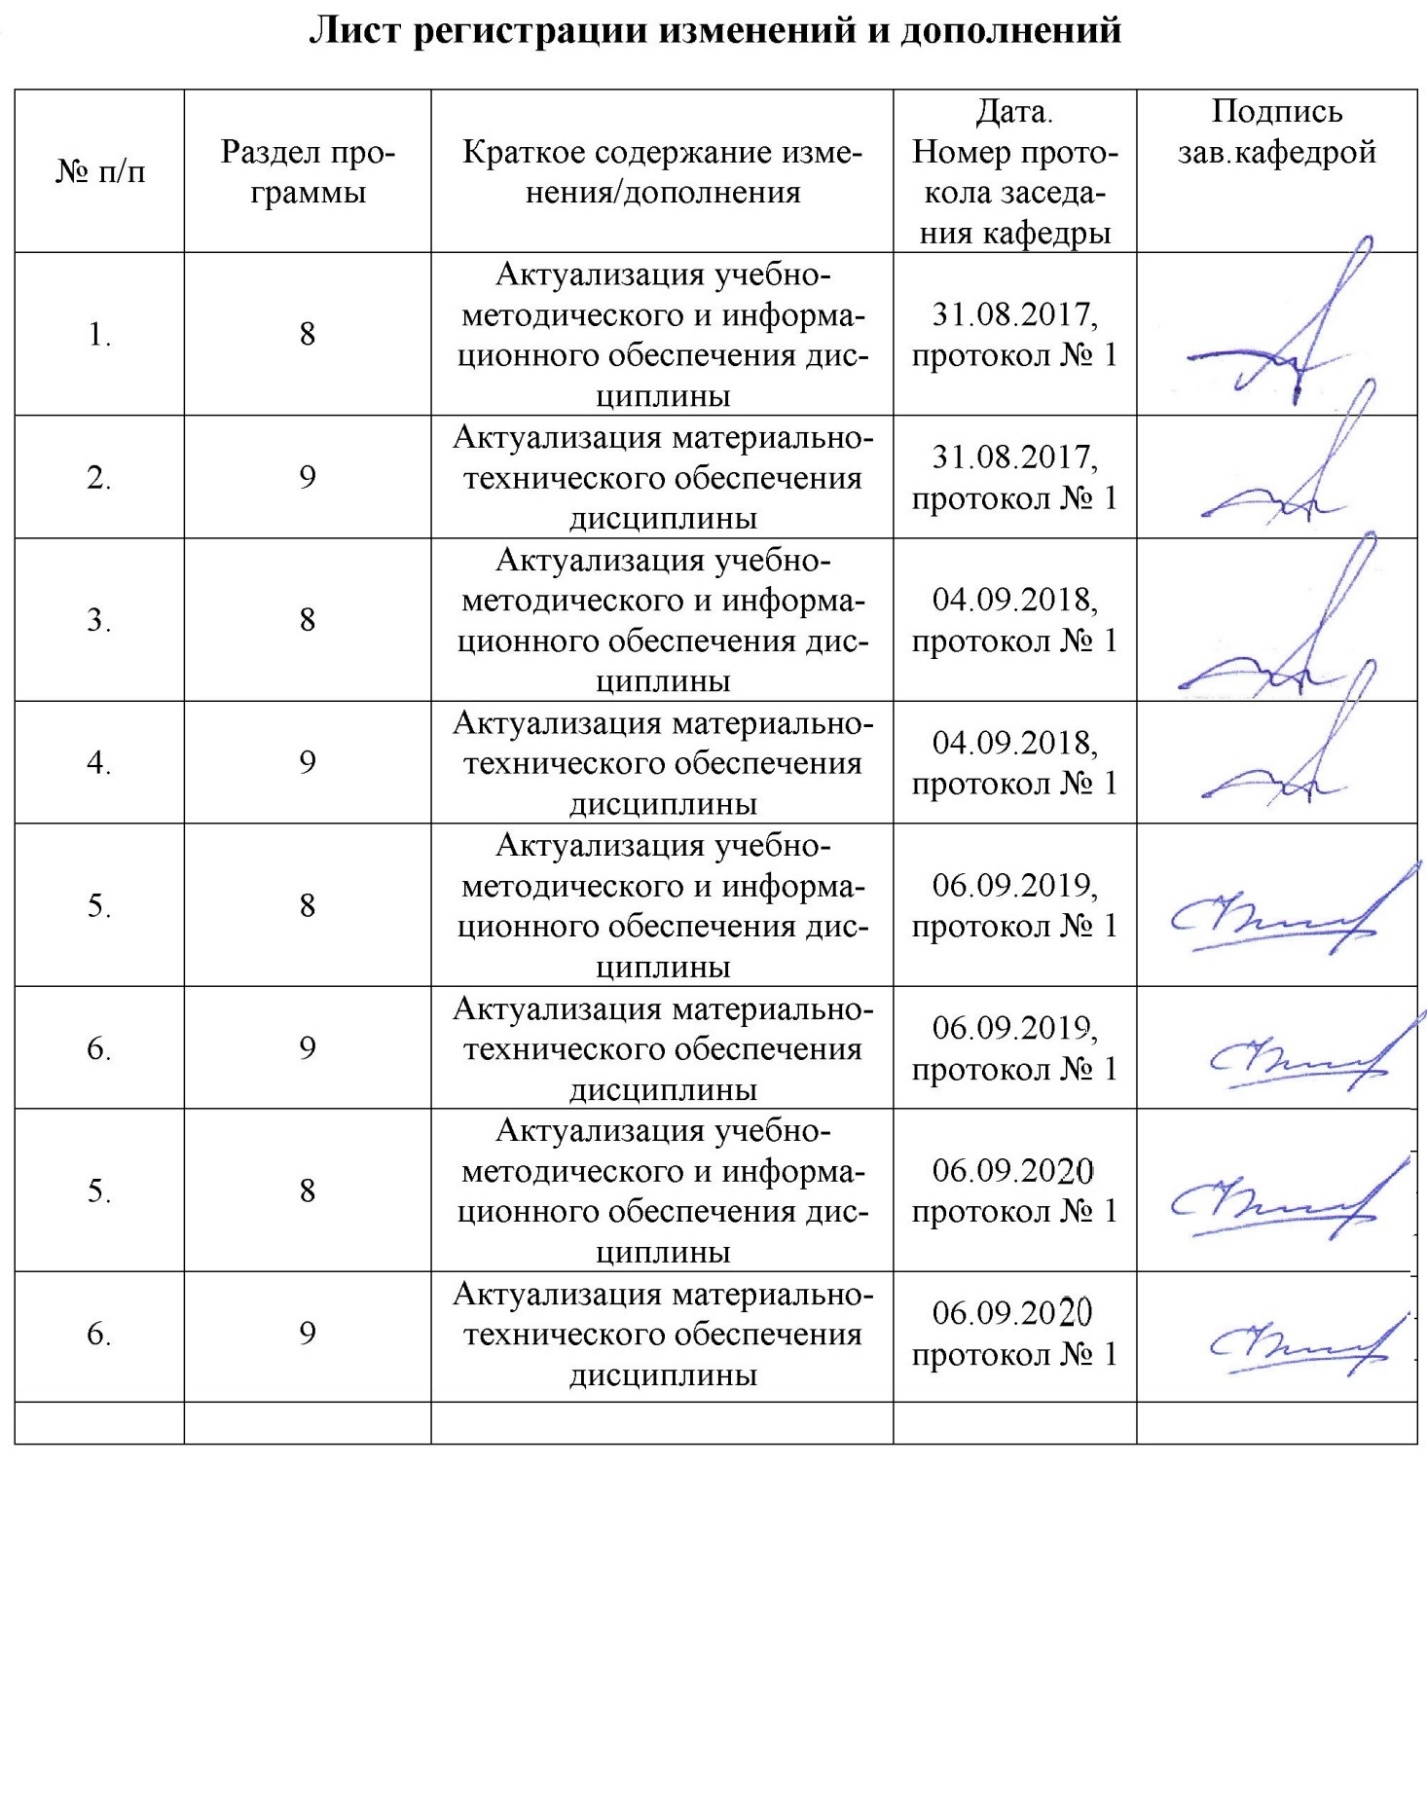 Лист регистрации изменений и дополнений
№ п/п
Раздел про-
граммы
Краткое содержание изме-
нения/дополнения
Дата.
Номер прото-
кола заседа-
ния кафедры
Подпись
зав.кафедрой
1.
8
Актуализация учебно-
методического и информа-
ционного обеспечения дис-
циплины
31.08.2017,
протокол № 1
2.
9
Актуализация материально-
технического обеспечения
дисциплины
31.08.2017,
протокол № 1
3.
8
Актуализация учебно-
методического и информа-
ционного обеспечения дис-
циплины
04.09.2018,
протокол № 1
4.
9
Актуализация материально-
технического обеспечения
дисциплины
04.09.2018,
протокол № 1
5.
8
Актуализация учебно-
методического и информа-
ционного обеспечения дис-
циплины
06.09.2019,
протокол № 1
6.
9
Актуализация материально-
технического обеспечения
дисциплины
06.09.2019,
протокол № 1
5.
8
Актуализация учебно-
методического и информа-
ционного обеспечения дис-
циплины
06.09.2020
протокол № 1
6.
9
Актуализация материально-
технического обеспечения
дисциплины
06.09.2020
протокол № 1